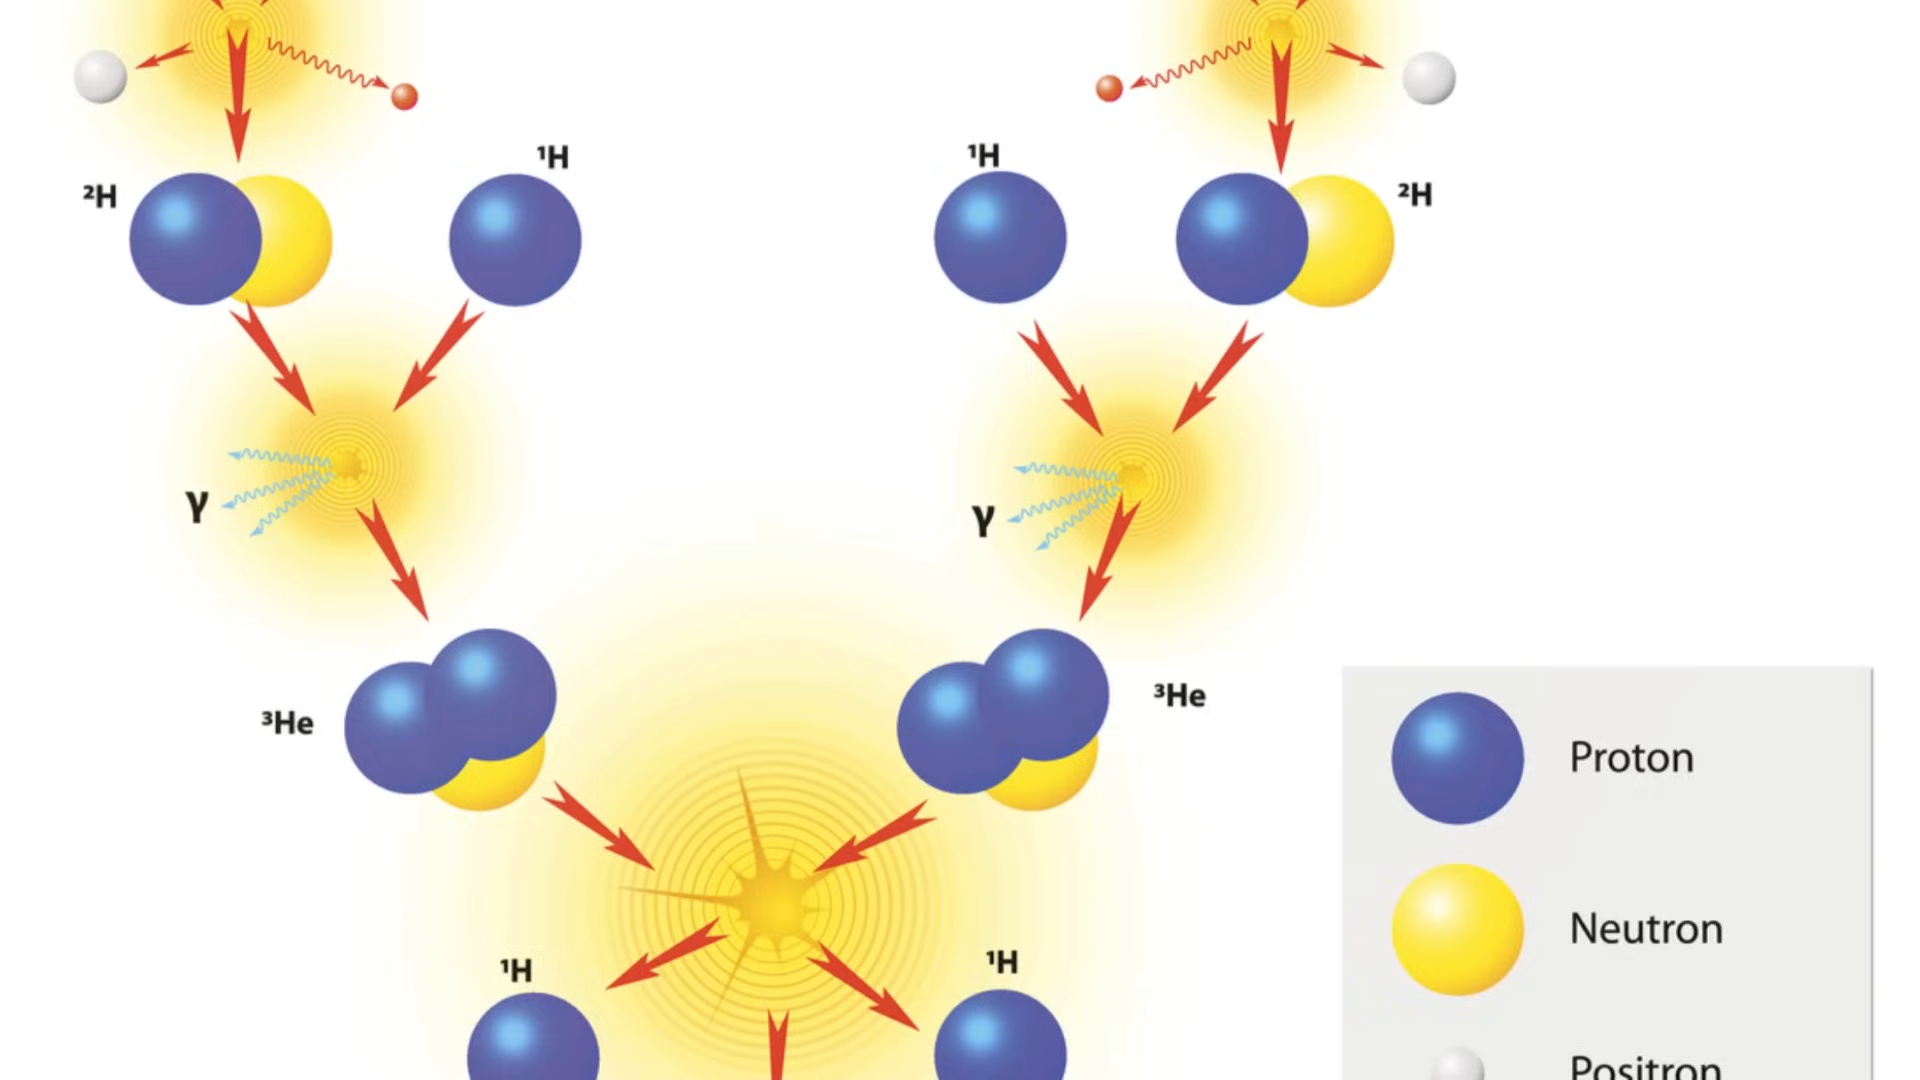 ¹H
¹H
²H
²H
γ
γ
³He
³He
Proton
Neutron
¹H
¹H
Positron